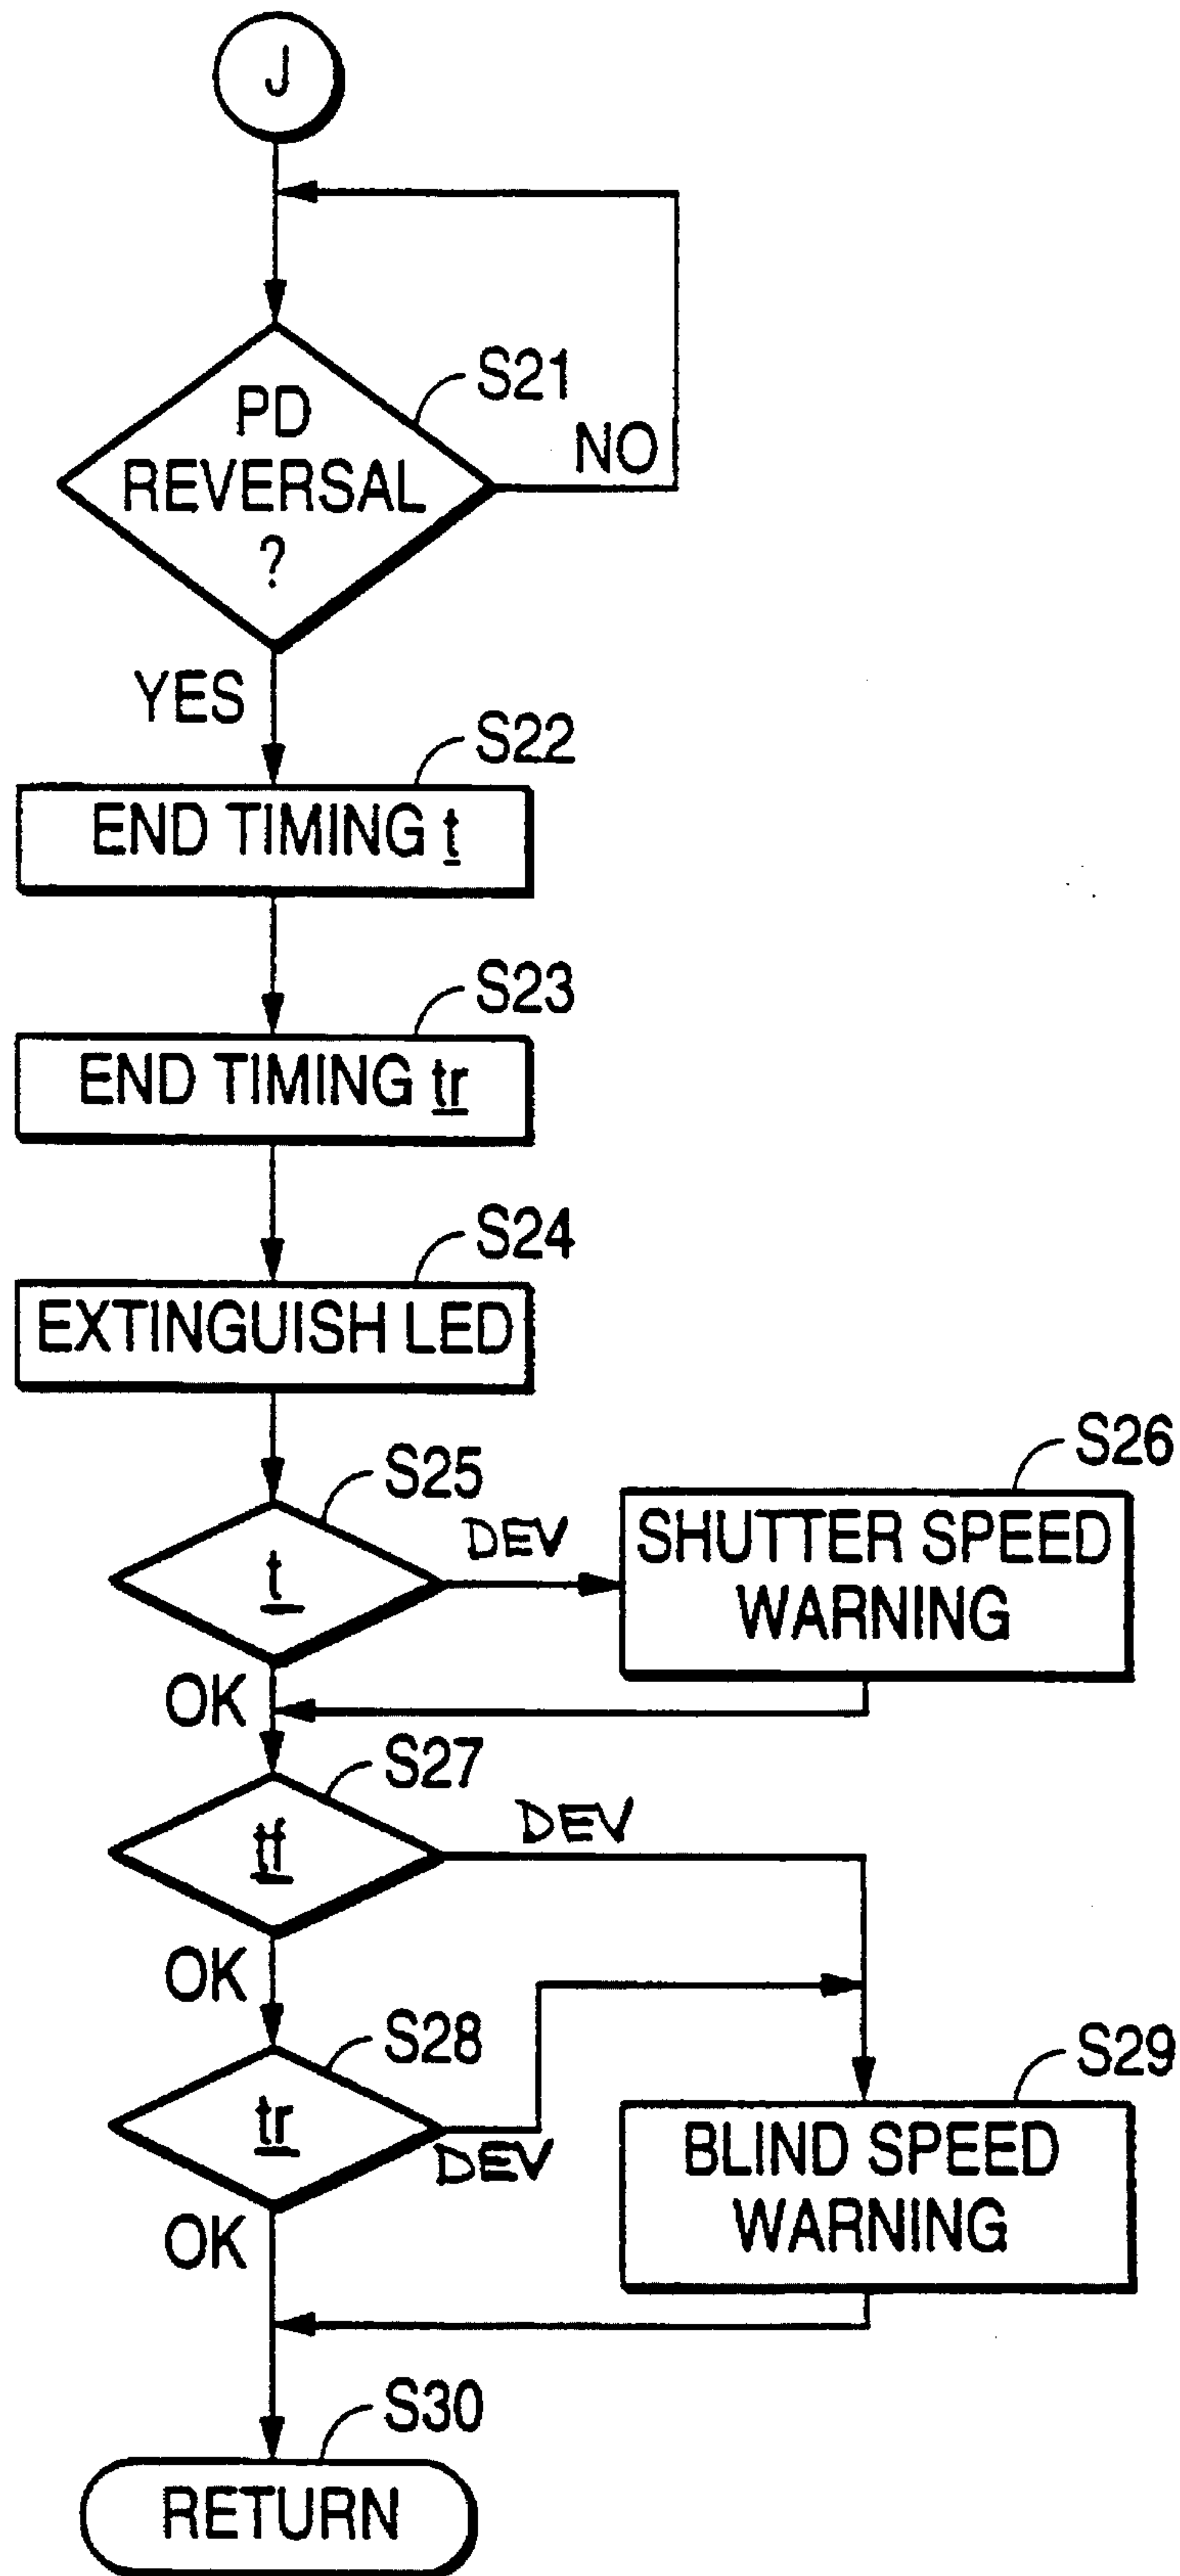 J
S21
PD
REVERSAL
?
NO
YES
S22
END TIMING t
S23
END TIMING tr
S24
EXTINGUISH LED
S25
t
DEV
S26
SHUTTER SPEED
WARNING
OK
S27
tf
DEV
OK
S28
tr
DEV
S29
BLIND SPEED
WARNING
OK
S30
RETURN